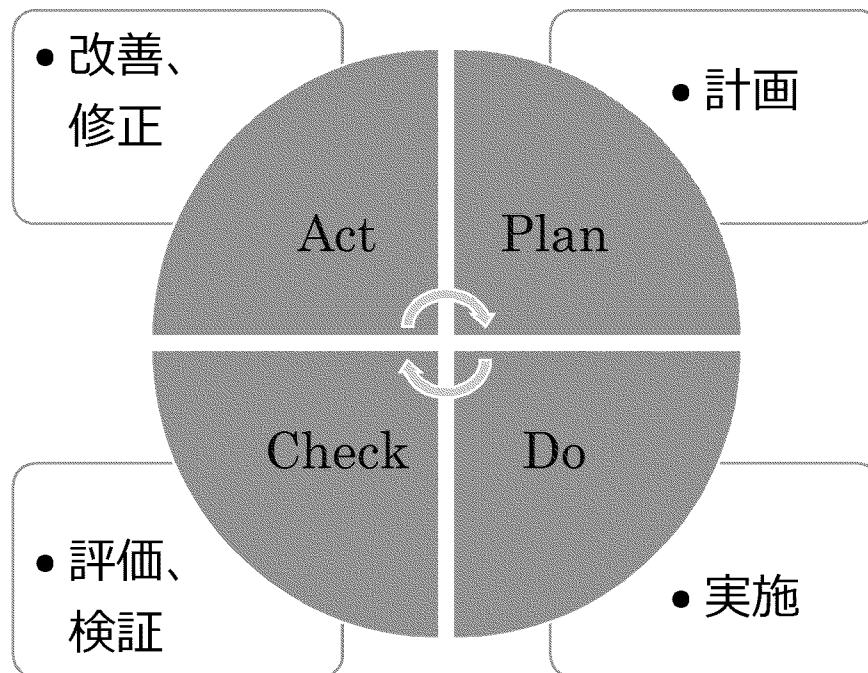 • 改善、
修正
• 計画
Act
Plan
Check
Do
• 評価、
検証
• 実施